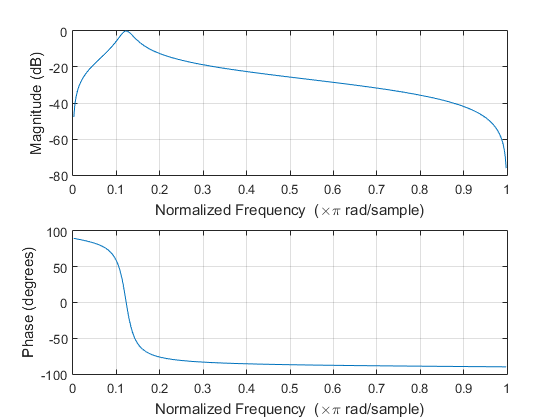 0
-20
-40
-60
-80
Magnitude (dB)
0 0.1 0.2 0.3 0.4 0.5 0.6 0.7 0.8 0.9 1
Normalized Frequency (×π rad/sample)
100
50
0
-50
-100
Phase (degrees)
0 0.1 0.2 0.3 0.4 0.5 0.6 0.7 0.8 0.9 1
Normalized Frequency (×π rad/sample)